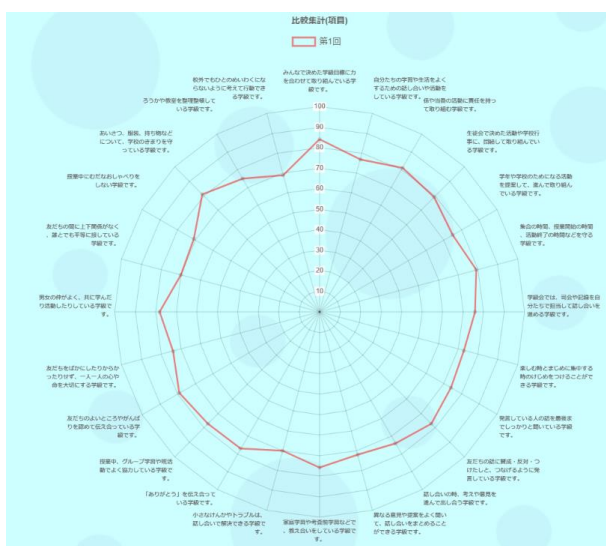 比較集計(項目)
第1回
みんなで決めた学級目標に力
を合わせて取り組んでいる学
級です。
自分たちの学習や生活をよく
するための話し合いや活動を
している学級です。
係や当番の活動に責任を持っ
て取り組む学級です。
生徒会で決めた活動や学校行
事に、団結して取り組んでい
る学級です。
学年や学校のためになる活動
を提案して、進んで取り組ん
でいる学級です。
集合の時間、授業開始の時間
、活動終了の時間などを守る
学級です。
学級会では、司会や記録を自
分たちで担当して話し合いを
進める学級です。
楽しむ時とまじめに集中する
時のけじめをつけることがで
きる学級です。
発言している人の話を最後ま
でしっかりと聞いている学級
です。
友だちの話に賛成・反対・つ
けたしと、つなげるように発
言している学級です。
話し合いの時、考えや意見を
進んで出し合う学級です。
異なる意見や提案をよく聞い
て、話し合いをまとめること
ができる学級です。
家庭学習や考査前学習などで
、教え合いをしている学級で
す。
小さなけんかやトラブルは、
話し合いで解決できる学級で
す。
「ありがとう」を伝え合って
いる学級です。
授業中、グループ学習や班活
動でよく協力している学級で
す。
友だちのよいところやがんば
りを認めて伝え合っている学
級です。
友だちをばかにしたりからか
ったりせず、一人一人の心や
命を大切にする学級です。
男女の仲がよく、共に学んだ
り活動したりしている学級で
す。
友だちの間に上下関係がなく
、誰とでも平等に接している
学級です。
授業中にむだなおしゃべりを
しない学級です。
あいさつ、服装、持ち物など
について、学校のきまりを守
っている学級です。
ろうかや教室を整理整頓して
いる学級です。
校外でもひとのめいわくにな
らないように考えて行動でき
る学級です。
100
90
80
70
60
50
40
30
20
10